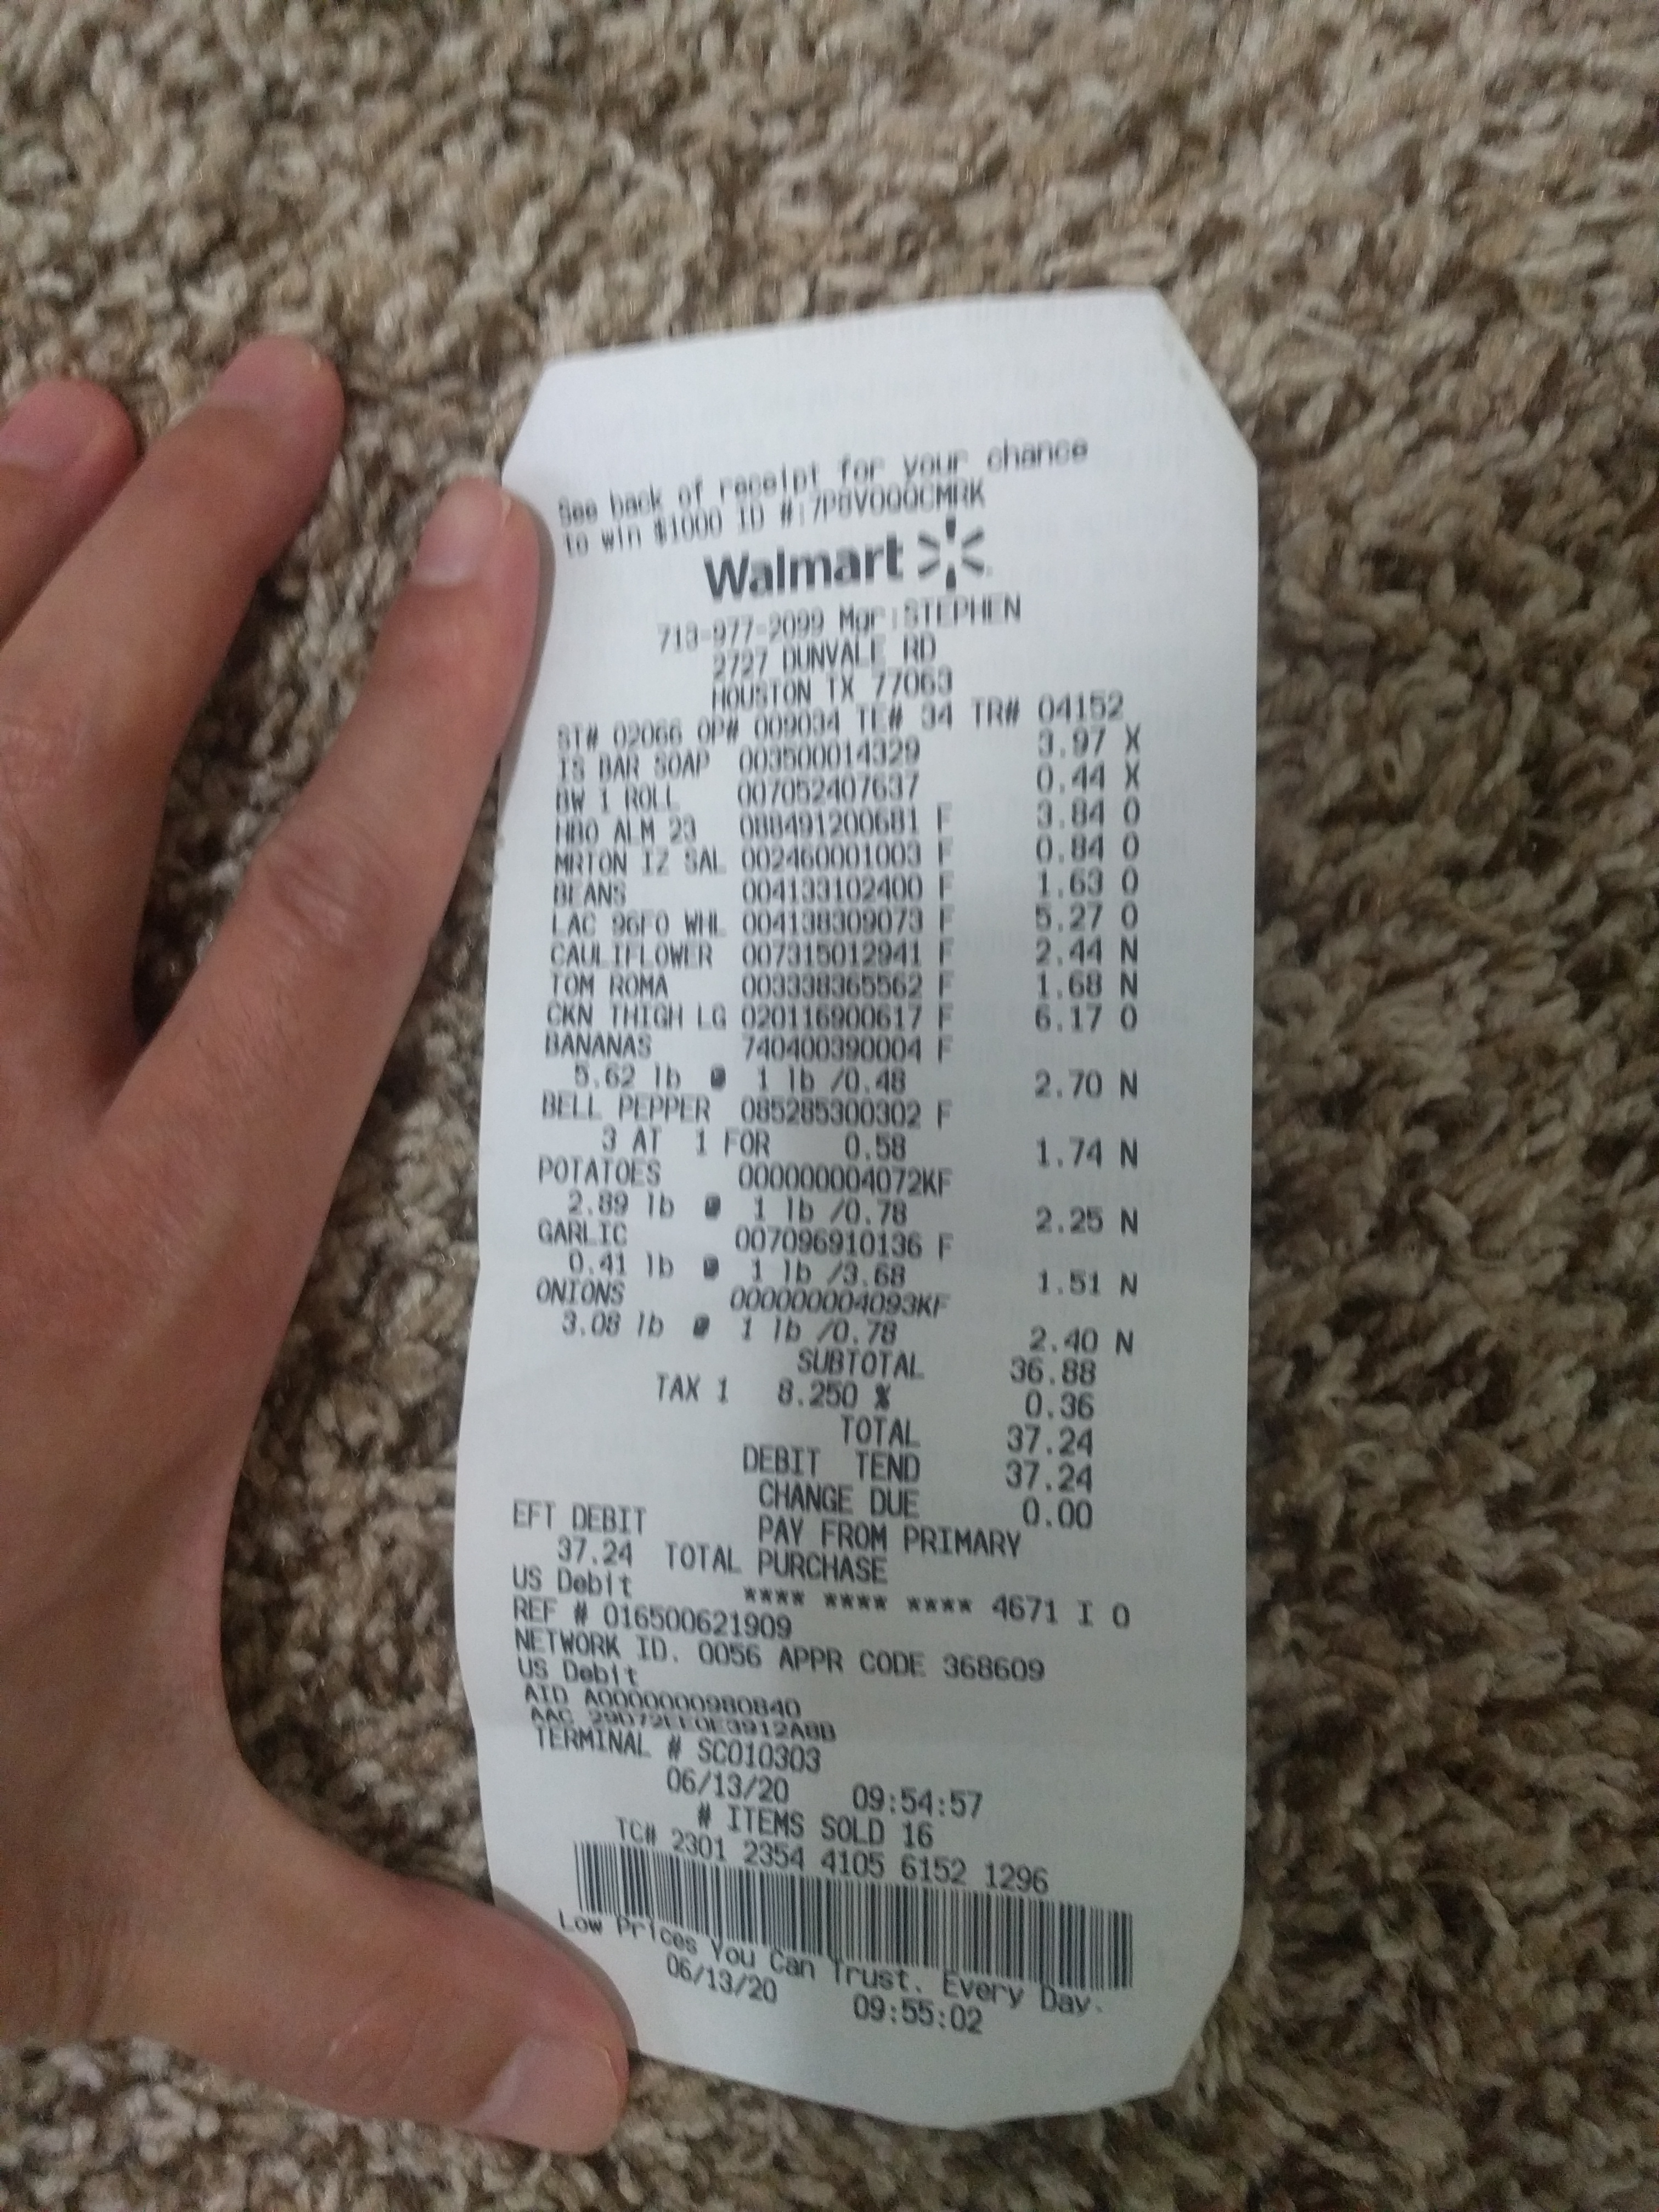 See back of receipt for your chance
to win $1000 ID #:7P8VOQQCMRK
Walmart
713-977-2099 Mgr:STEPHEN
2727 DUNVALE RD
HOUSTON TX 77063
ST# 02066 OP# 009034 TE# 34 TR# 04152
IS BAR SOAP 003500014329 3.97 X
BW 1 ROLL 007052407637 0.44 X
HBO ALM 23 088491200681 F 3.84 O
MRTON IZ SAL 002460001003 F 0.84 O
BEANS 004133102400 F 1.63 O
LAC 96FO WHL 004138309073 F 5.27 O
CAULIFLOWER 007315012941 F 2.44 N
TOM ROMA 003338365562 F 1.68 N
CKN THIGH LG 020116900617 F 6.17 O
BANANAS 740400390004 F
5.62 lb @ 1 lb /0.48 2.70 N
BELL PEPPER 085285300302 F
3 AT 1 FOR 0.58 1.74 N
POTATOES 000000004072KF
2.89 lb @ 1 lb /0.78 2.25 N
GARLIC 007096910136 F
0.41 lb @ 1 lb /3.68 1.51 N
ONIONS 000000004093KF
3.08 lb @ 1 lb /0.78 2.40 N
SUBTOTAL 36.88
TAX 1 8.250 % 0.36
TOTAL 37.24
DEBIT TEND 37.24
CHANGE DUE 0.00
EFT DEBIT PAY FROM PRIMARY
37.24 TOTAL PURCHASE
US Debit **** **** **** 4671 I 0
REF # 016500621909
NETWORK ID. 0056 APPR CODE 368609
US Debit
AID A0000000980840
AAC
TERMINAL # SC010303
06/13/20 09:54:57
# ITEMS SOLD 16
TC# 2301 2354 4105 6152 1296
Low Prices You Can Trust. Every Day.
06/13/20 09:55:02